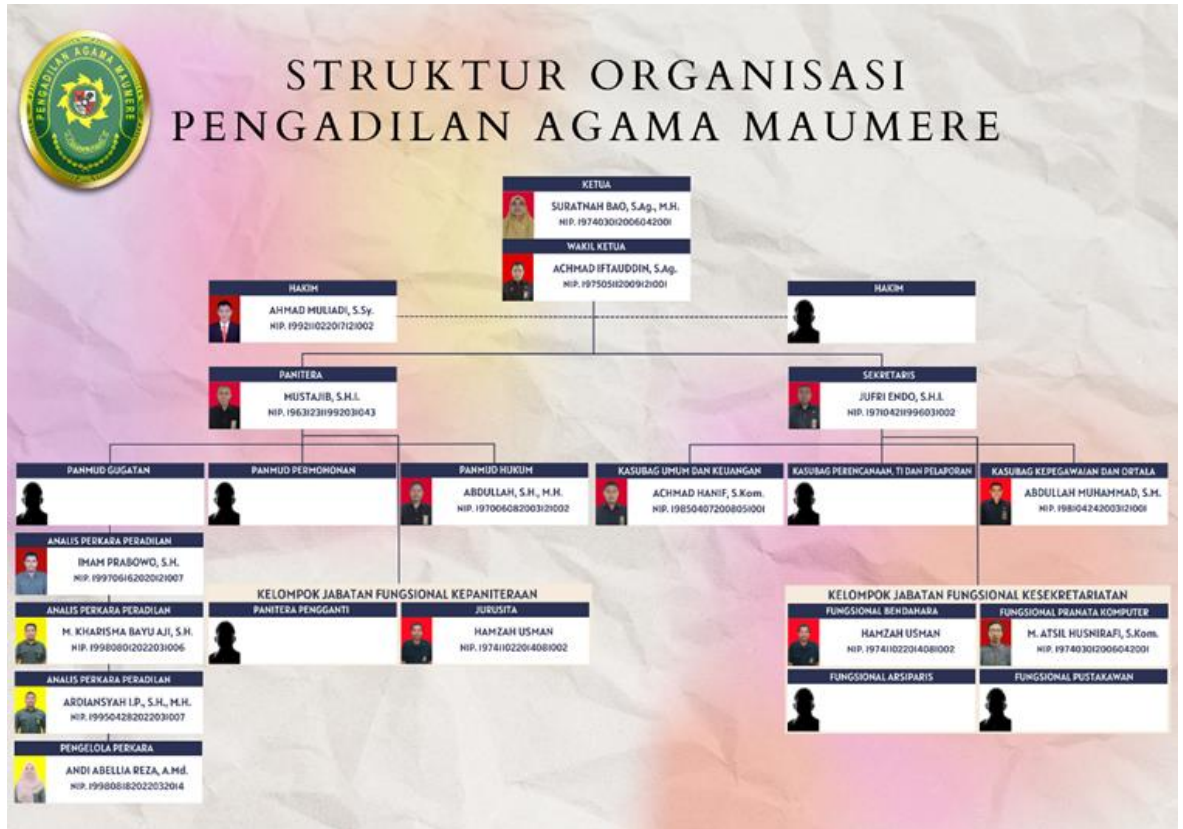 PENGADILAN AGAMA MAUMERE
STRUKTUR ORGANISASI
PENGADILAN AGAMA MAUMERE
KETUA
SURATNAH BAO, S.Ag., M.H.
NIP. 197403012006042001
WAKIL KETUA
ACHMAD IFTAUDDIN, S.Ag.
NIP. 197505112009121001
HAKIM
AHMAD MULIADI, S.Sy.
NIP. 199211022017121002
HAKIM
PANITERA
MUSTAJIB, S.H.I.
NIP. 196312311992031043
SEKRETARIS
JUFRI ENDO, S.H.I.
NIP. 197104211996031002
PANMUD GUGATAN
PANMUD PERMOHONAN
PANMUD HUKUM
ABDULLAH, S.H., M.H.
NIP. 197006082003121002
KASUBAG UMUM DAN KEUANGAN
ACHMAD HANIF, S.Kom.
NIP. 198504072008051001
KASUBAG PERENCANAAN, TI DAN PELAPORAN
KASUBAG KEPEGAWAIAN DAN ORTALA
ABDULLAH MUHAMMAD, S.M.
NIP. 198104242003121001
ANALIS PERKARA PERADILAN
IMAM PRABOWO, S.H.
NIP. 199706162020121007
ANALIS PERKARA PERADILAN
M. KHARISMA BAYU AJI, S.H.
NIP. 199808012022031006
ANALIS PERKARA PERADILAN
ARDIANSYAH I.P., S.H., M.H.
NIP. 199504282022031007
PENGELOLA PERKARA
ANDI ABELLIA REZA, A.Md.
NIP. 199808182022032014
KELOMPOK JABATAN FUNGSIONAL KEPANITERAAN
PANITERA PENGGANTI
JURUSITA
HAMZAH USMAN
NIP. 197411022014081002
KELOMPOK JABATAN FUNGSIONAL KESEKRETARIATAN
FUNGSIONAL BENDAHARA
HAMZAH USMAN
NIP. 197411022014081002
FUNGSIONAL PRANATA KOMPUTER
M. ATSIL HUSNIRAFI, S.Kom.
NIP. 197403012006042001
FUNGSIONAL ARSIPARIS
FUNGSIONAL PUSTAKAWAN